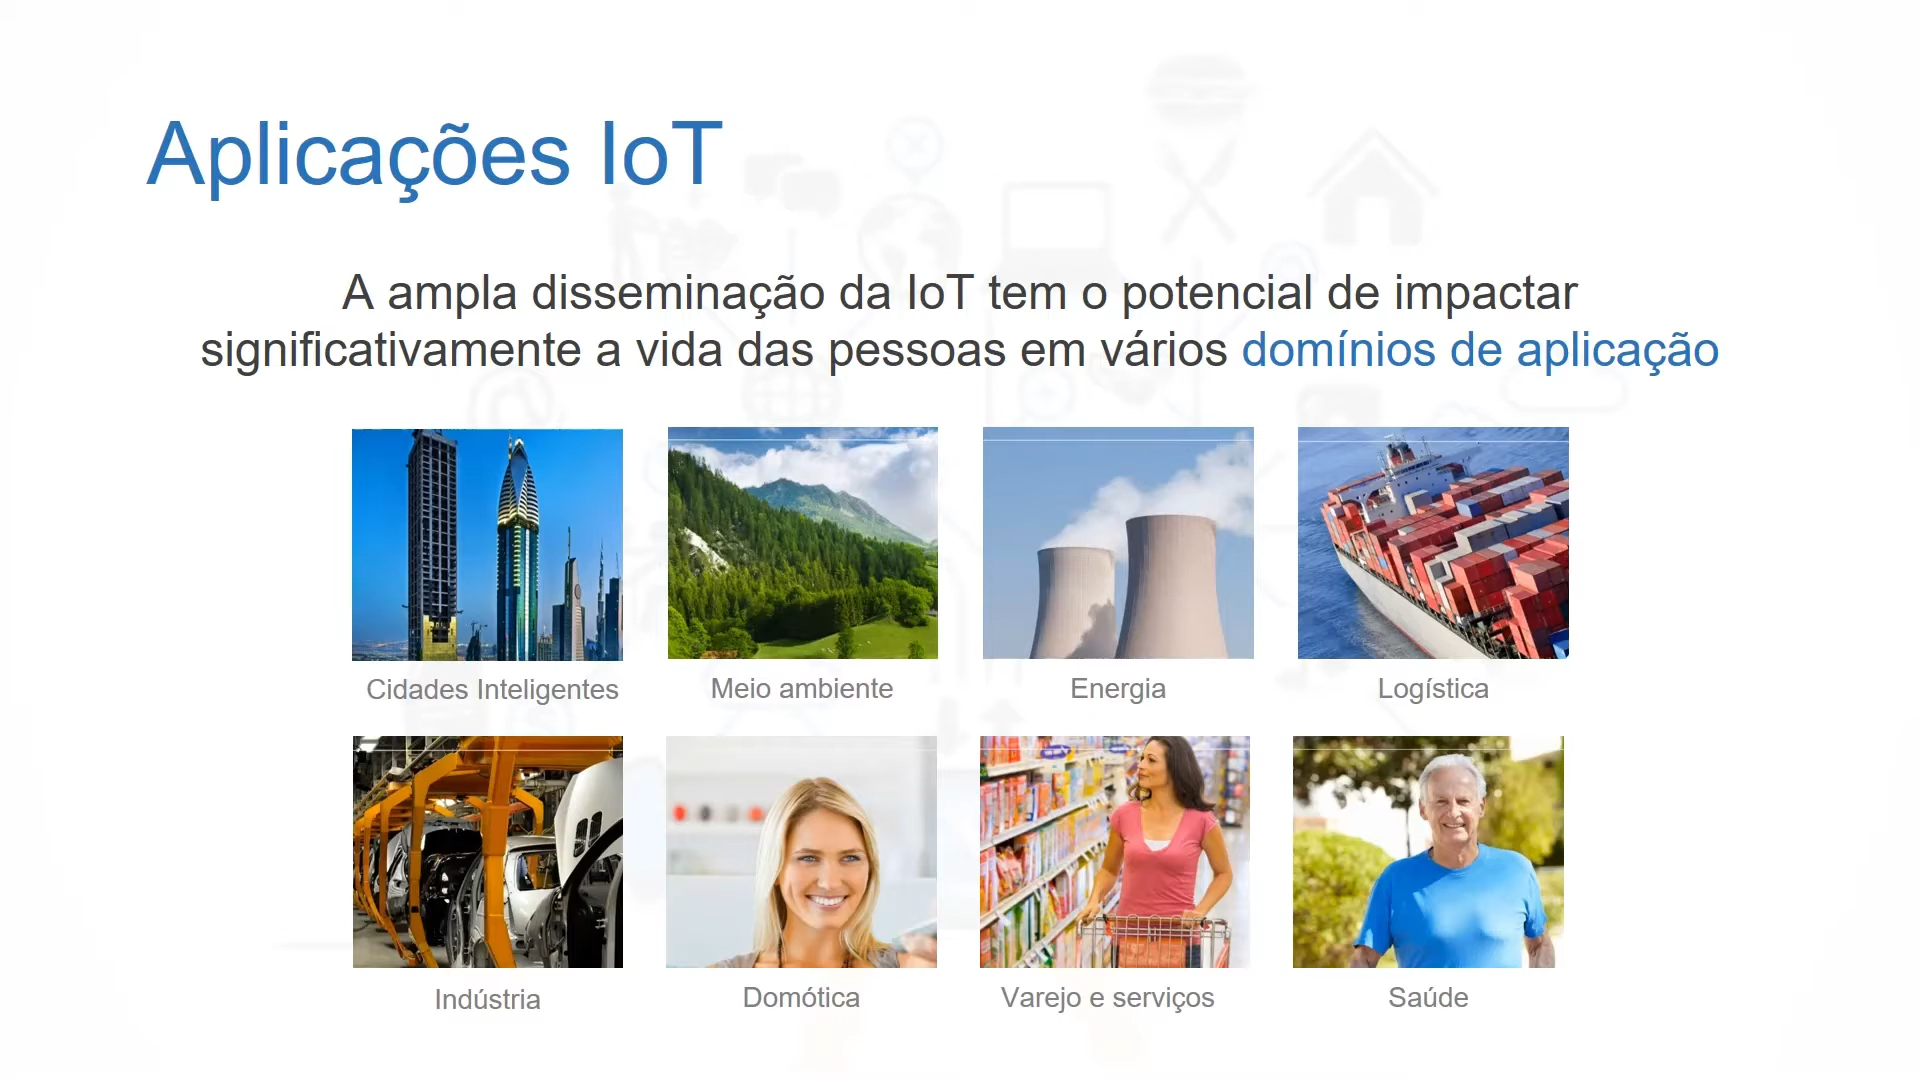 Aplicações IoT
A ampla disseminação da IoT tem o potencial de impactar
significativamente a vida das pessoas em vários domínios de aplicação
Cidades Inteligentes
Meio ambiente
Energia
Logística
Indústria
Domótica
Varejo e serviços
Saúde